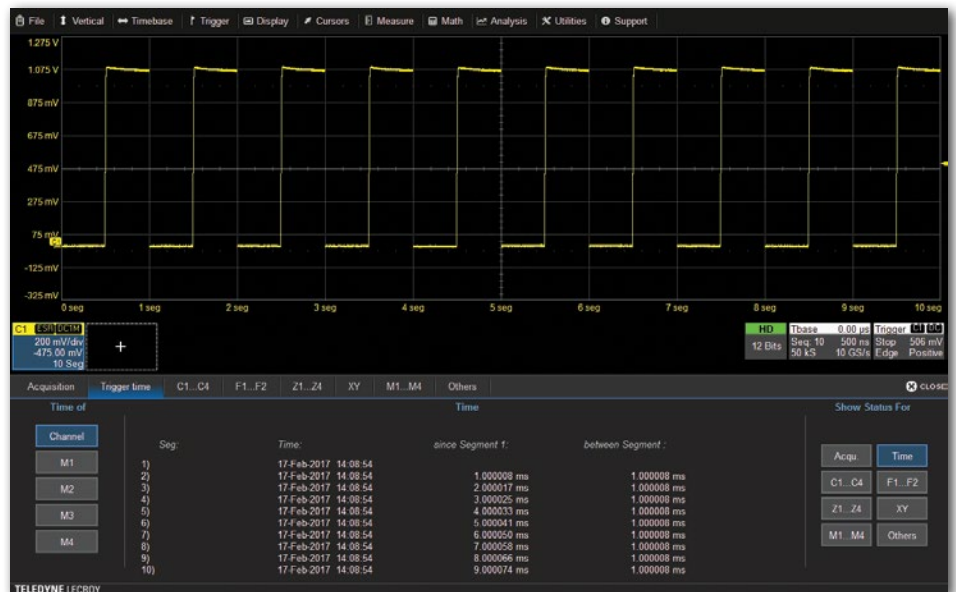 File Vertical Timebase Trigger Display Cursors Measure Math Analysis Utilities Support
1.275 V
1.075 V
875 mV
675 mV
475 mV
275 mV
75 mV
C1
-125 mV
-325 mV
0 seg 1 seg 2 seg 3 seg 4 seg 5 seg 6 seg 7 seg 8 seg 9 seg 10 seg
C1 ESR DC1M
200 mV/div
-475.00 mV
10 Seg
+
HD
12 Bits
Tbase 0.00 µs
Seq: 10 500 ns
50 kS 10 GS/s
Trigger C1 DC
Stop 506 mV
Edge Positive
Acquisition Trigger time C1...C4 F1...F2 Z1...Z4 XY M1...M4 Others CLOSE
Time of Time Show Status For
Channel
M1
M2
M3
M4
Seg: Time: since Segment 1: between Segment :
1) 17-Feb-2017 14:08:54
2) 17-Feb-2017 14:08:54 1.000008 ms 1.000008 ms
3) 17-Feb-2017 14:08:54 2.000017 ms 1.000008 ms
4) 17-Feb-2017 14:08:54 3.000025 ms 1.000008 ms
5) 17-Feb-2017 14:08:54 4.000033 ms 1.000008 ms
6) 17-Feb-2017 14:08:54 5.000041 ms 1.000008 ms
7) 17-Feb-2017 14:08:54 6.000050 ms 1.000008 ms
8) 17-Feb-2017 14:08:54 7.000058 ms 1.000008 ms
9) 17-Feb-2017 14:08:54 8.000066 ms 1.000008 ms
10) 17-Feb-2017 14:08:54 9.000074 ms 1.000008 ms
Acqu. Time
C1...C4 F1...F2
Z1...Z4 XY
M1...M4 Others
TELEDYNE LECROY